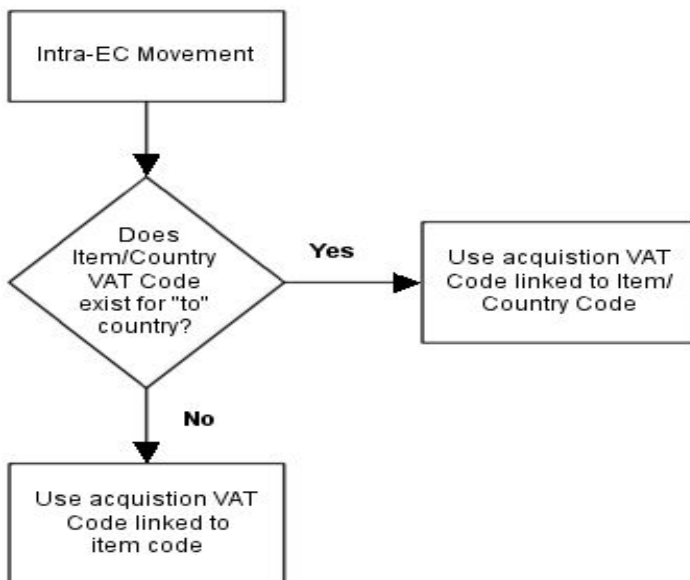 Intra-EC Movement
Does
Item/Country
VAT Code
exist for "to"
country?
Yes
Use acquistion VAT
Code linked to Item/
Country Code
No
Use acquistion VAT
Code linked to
item code